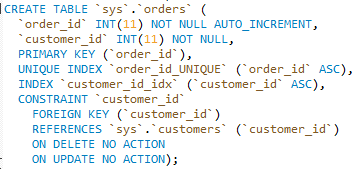 CREATE TABLE `sys`.`orders` (
`order_id` INT(11) NOT NULL AUTO_INCREMENT,
`customer_id` INT(11) NOT NULL,
PRIMARY KEY (`order_id`),
UNIQUE INDEX `order_id_UNIQUE` (`order_id` ASC),
INDEX `customer_id_idx` (`customer_id` ASC),
CONSTRAINT `customer_id`
FOREIGN KEY (`customer_id`)
REFERENCES `sys`.`customers` (`customer_id`)
ON DELETE NO ACTION
ON UPDATE NO ACTION);